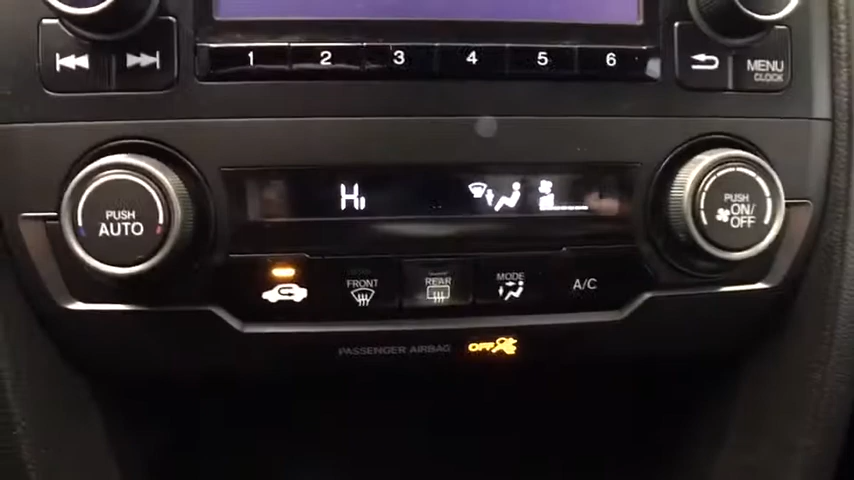 1 2 3 4 5 6
MENU
CLOCK
HI
PUSH
AUTO
PUSH
ON/
OFF
FRONT
REAR
MODE
A/C
PASSENGER AIRBAG
OFF